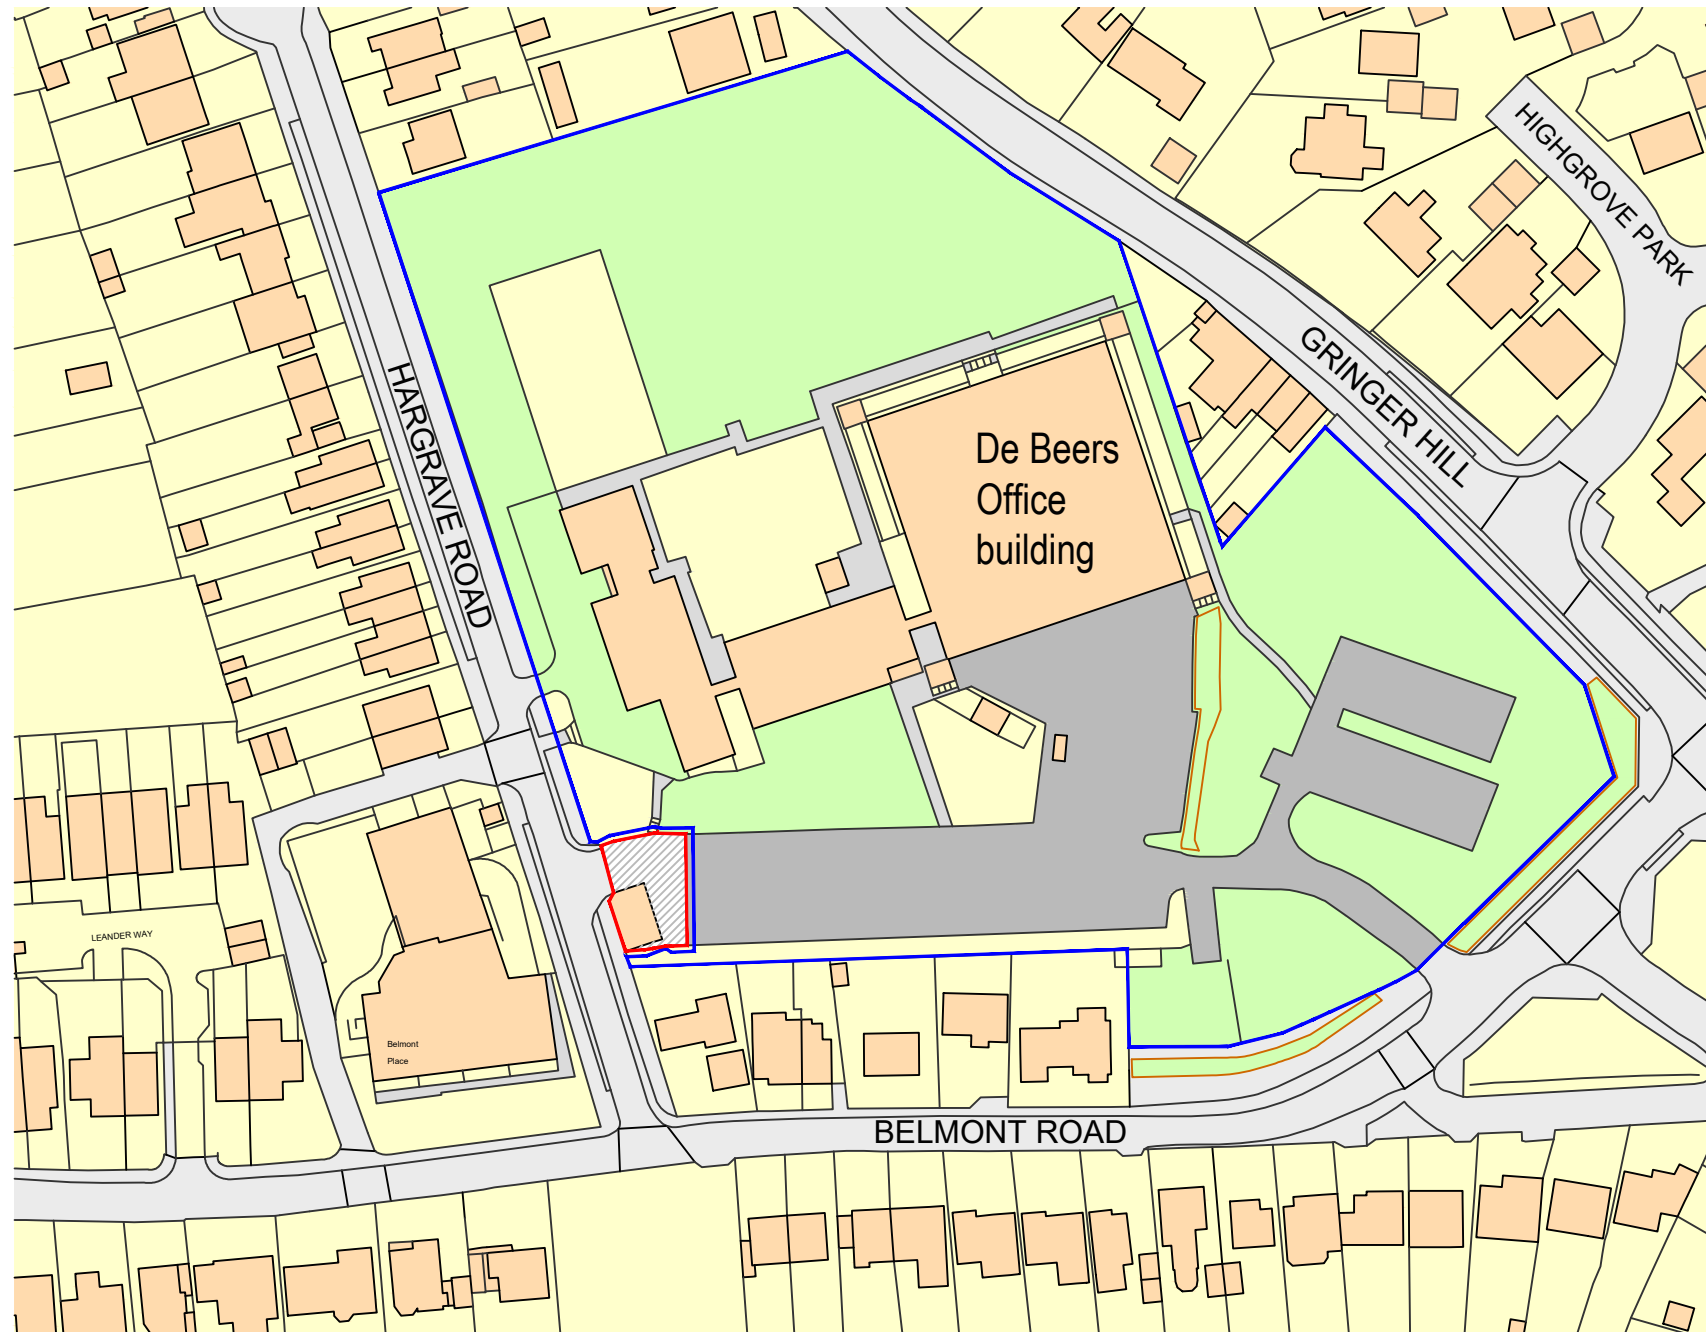 HIGHGROVE PARK
GRINGER HILL
HARGRAVE ROAD
De Beers
Office
building
LEANDER WAY
Belmont
Place
BELMONT ROAD